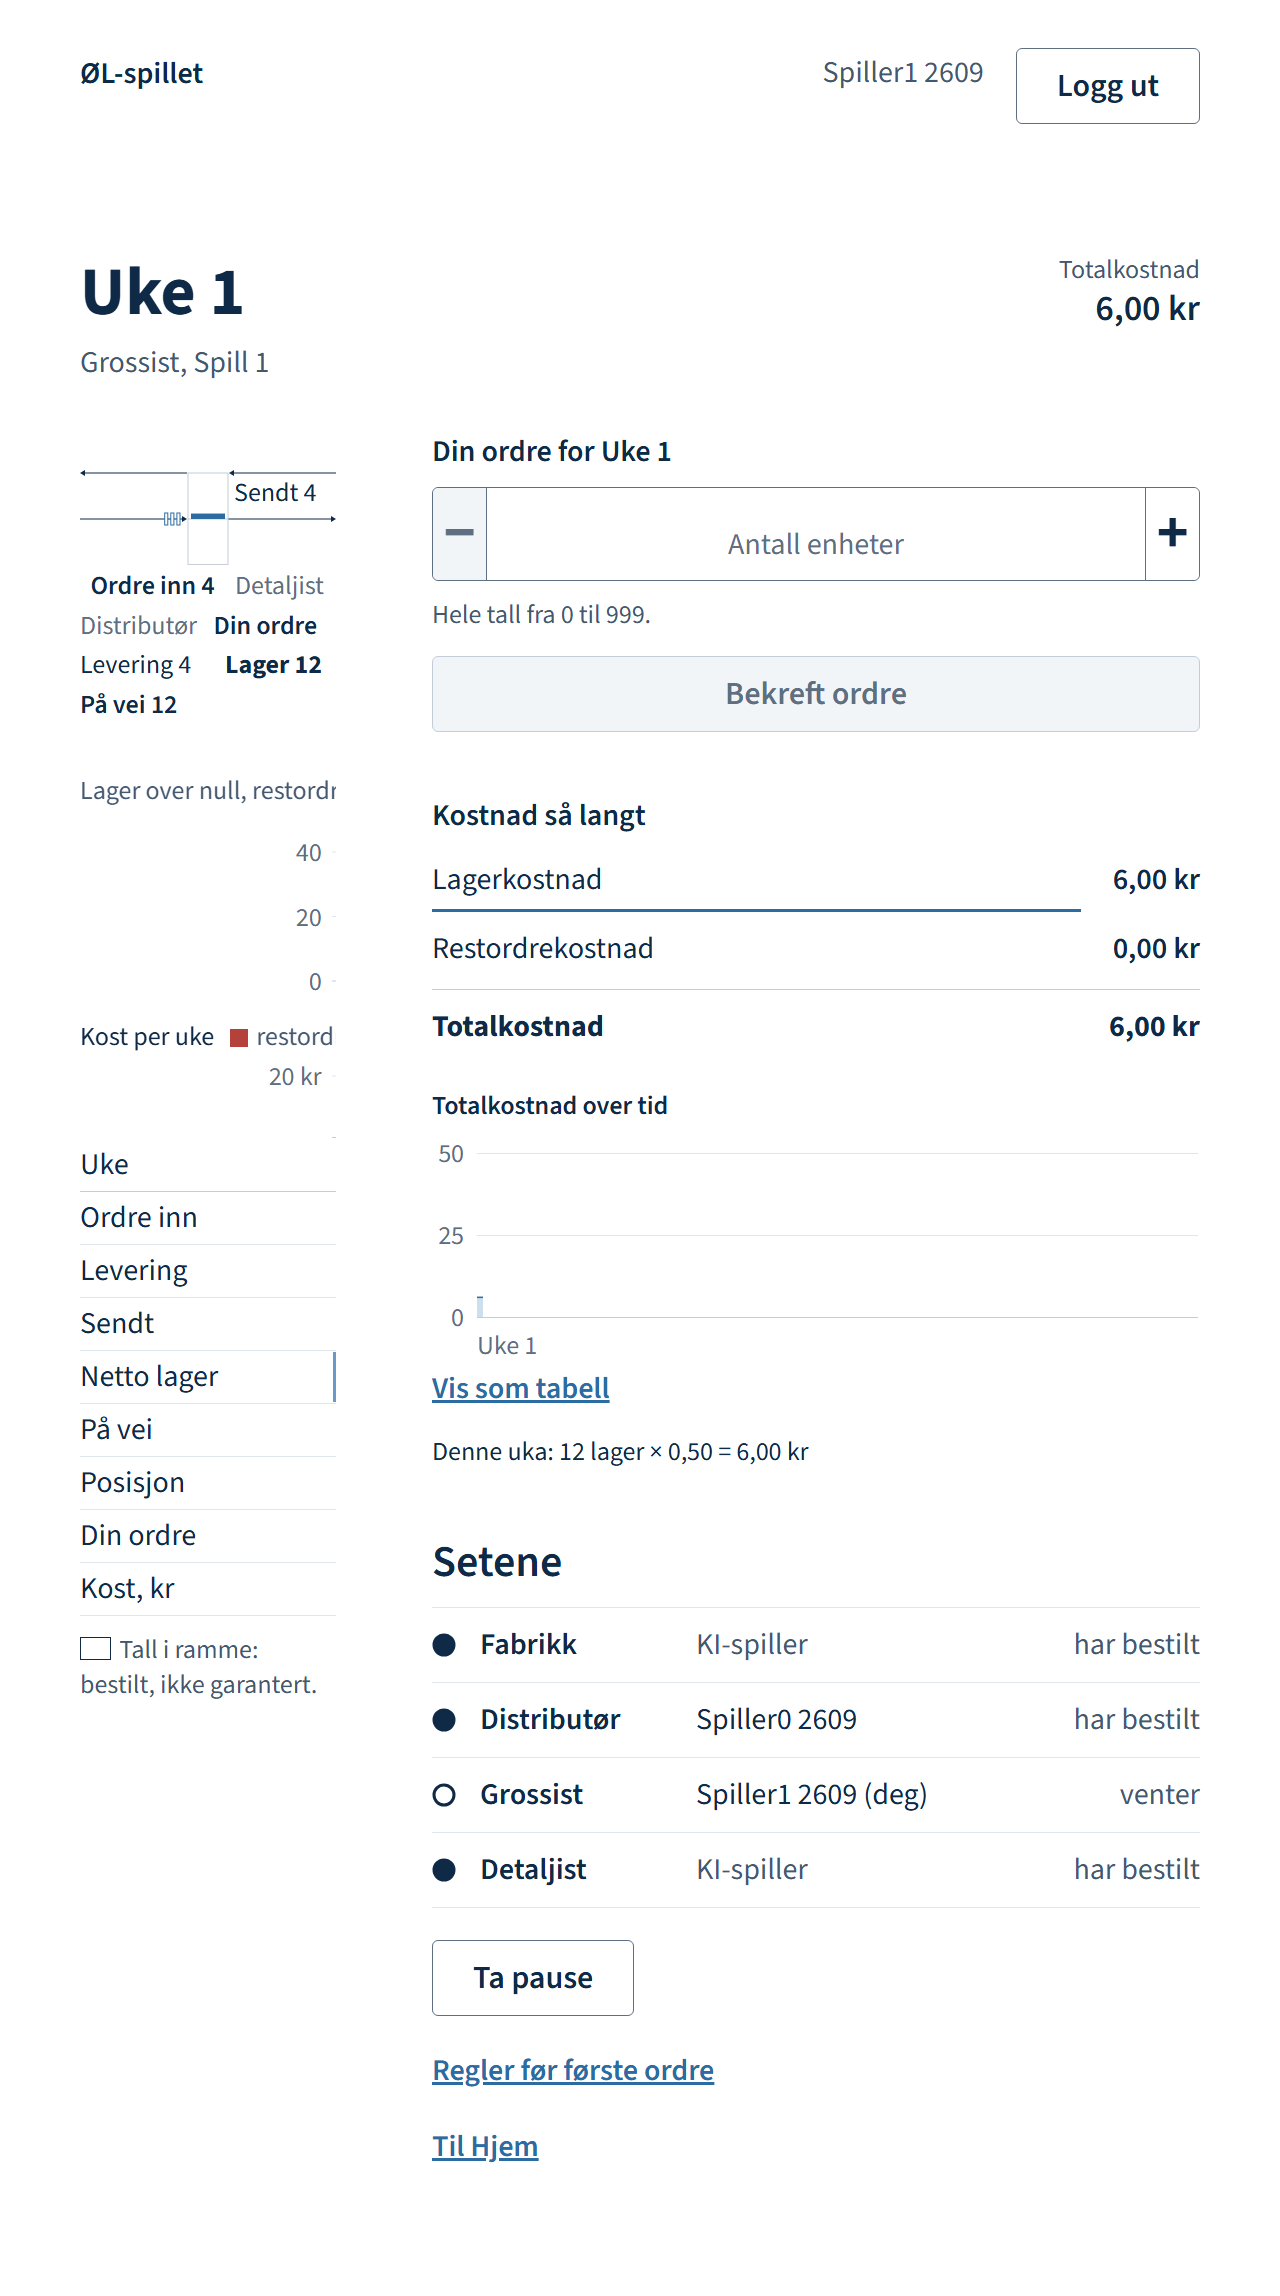 ØL-spillet
Spiller1 2609
Logg ut
Uke 1
Totalkostnad
6,00 kr
Grossist, Spill 1
Sendt 4
Ordre inn 4 Detaljist
Distributør Din ordre
Levering 4 Lager 12
På vei 12
Lager over null, restordr
40
20
0
Kost per uke restord
20 kr
Uke
Ordre inn
Levering
Sendt
Netto lager
På vei
Posisjon
Din ordre
Kost, kr
Tall i ramme:
bestilt, ikke garantert.
Din ordre for Uke 1
− Antall enheter +
Hele tall fra 0 til 999.
Bekreft ordre
Kostnad så langt
Lagerkostnad 6,00 kr
Restordrekostnad 0,00 kr
Totalkostnad 6,00 kr
Totalkostnad over tid
50
25
0
Uke 1
Vis som tabell
Denne uka: 12 lager × 0,50 = 6,00 kr
Setene
Fabrikk KI-spiller har bestilt
Distributør Spiller0 2609 har bestilt
Grossist Spiller1 2609 (deg) venter
Detaljist KI-spiller har bestilt
Ta pause
Regler før første ordre
Til Hjem